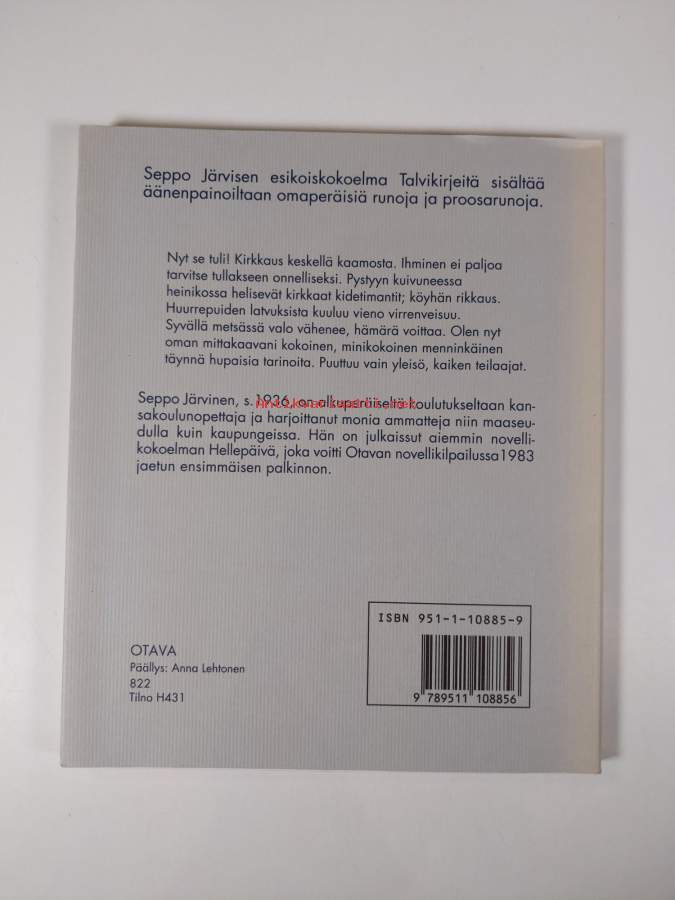 Seppo Järvisen esikoiskokoelma Talvikirjeitä sisältää
äänenpainoiltaan omaperäisiä runoja ja proosarunoja.
Nyt se tuli! Kirkkaus keskellä kaamosta. Ihminen ei paljoa
tarvitse tullakseen onnelliseksi. Pystyyn kuivuneessa
heinikossa helisevät kirkkaat kidetimantit; köyhän rikkaus.
Huurrepuiden latvuksista kuuluu vieno virrenveisuu.
Syvällä metsässä valo vähenee, hämärä voittaa. Olen nyt
oman mittakaavani kokoinen, minikokoinen menninkäinen
täynnä hupaisia tarinoita. Puuttuu vain yleisö, kaiken teilaajat.
Seppo Järvinen, s. 1936, on alkuperäiseltä koulutukseltaan kan-
sakoulunopettaja ja harjoittanut monia ammatteja niin maaseu-
dulla kuin kaupungeissa. Hän on julkaissut aiemmin novelli-
kokoelman Hellepäivä, joka voitti Otavan novellikilpailussa 1983
jaetun ensimmäisen palkinnon.
ISBN 951-1-10885-9
9 789511 108856
OTAVA
Päällys: Anna Lehtonen
822
Tilno H431